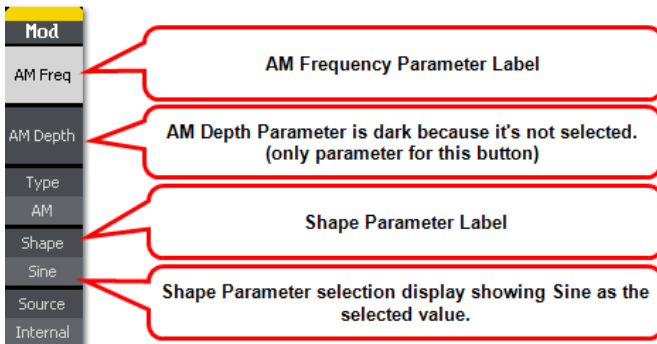 Mod
AM Freq
AM Frequency Parameter Label
AM Depth
AM Depth Parameter is dark because it's not selected.
(only parameter for this button)
Type
AM
Shape
Shape Parameter Label
Sine
Shape Parameter selection display showing Sine as the
selected value.
Source
Internal